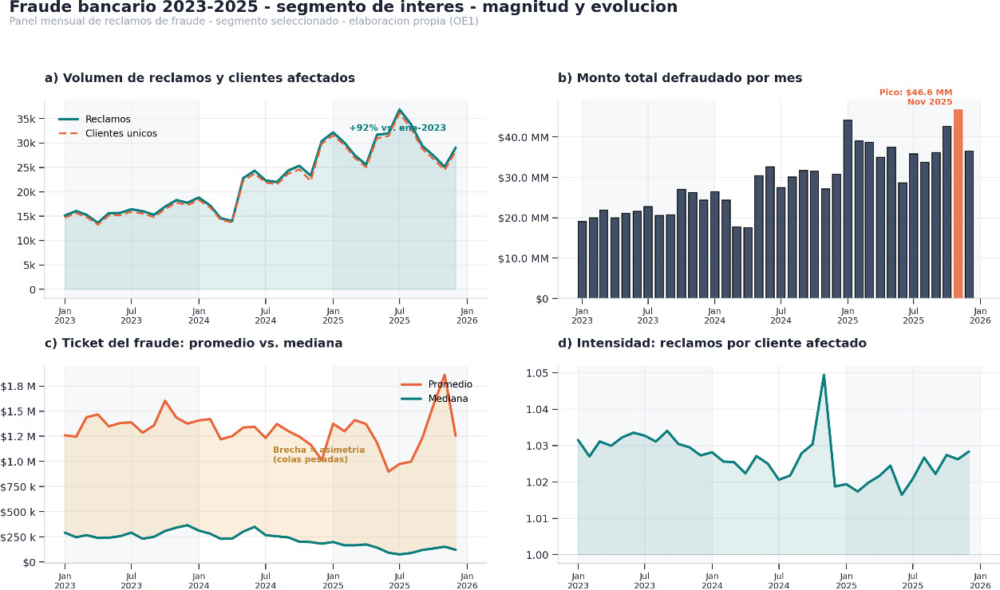 Fraude bancario 2023-2025 - segmento de interes - magnitud y evolucion
Panel mensual de reclamos de fraude - segmento seleccionado - elaboracion propia (OE1)
a) Volumen de reclamos y clientes afectados
Reclamos
Clientes unicos
+92% vs. ene-2023
35k
30k
25k
20k
15k
10k
5k
0
Jan 2023
Jul 2023
Jan 2024
Jul 2024
Jan 2025
Jul 2025
Jan 2026
b) Monto total defraudado por mes
Pico: $46.6 MM
Nov 2025
$40.0 MM
$30.0 MM
$20.0 MM
$10.0 MM
$0
Jan 2023
Jul 2023
Jan 2024
Jul 2024
Jan 2025
Jul 2025
Jan 2026
c) Ticket del fraude: promedio vs. mediana
Promedio
Mediana
Brecha = asimetria
(colas pesadas)
$1.8 M
$1.5 M
$1.2 M
$1.0 M
$750 k
$500 k
$250 k
$0
Jan 2023
Jul 2023
Jan 2024
Jul 2024
Jan 2025
Jul 2025
Jan 2026
d) Intensidad: reclamos por cliente afectado
1.05
1.04
1.03
1.02
1.01
1.00
Jan 2023
Jul 2023
Jan 2024
Jul 2024
Jan 2025
Jul 2025
Jan 2026